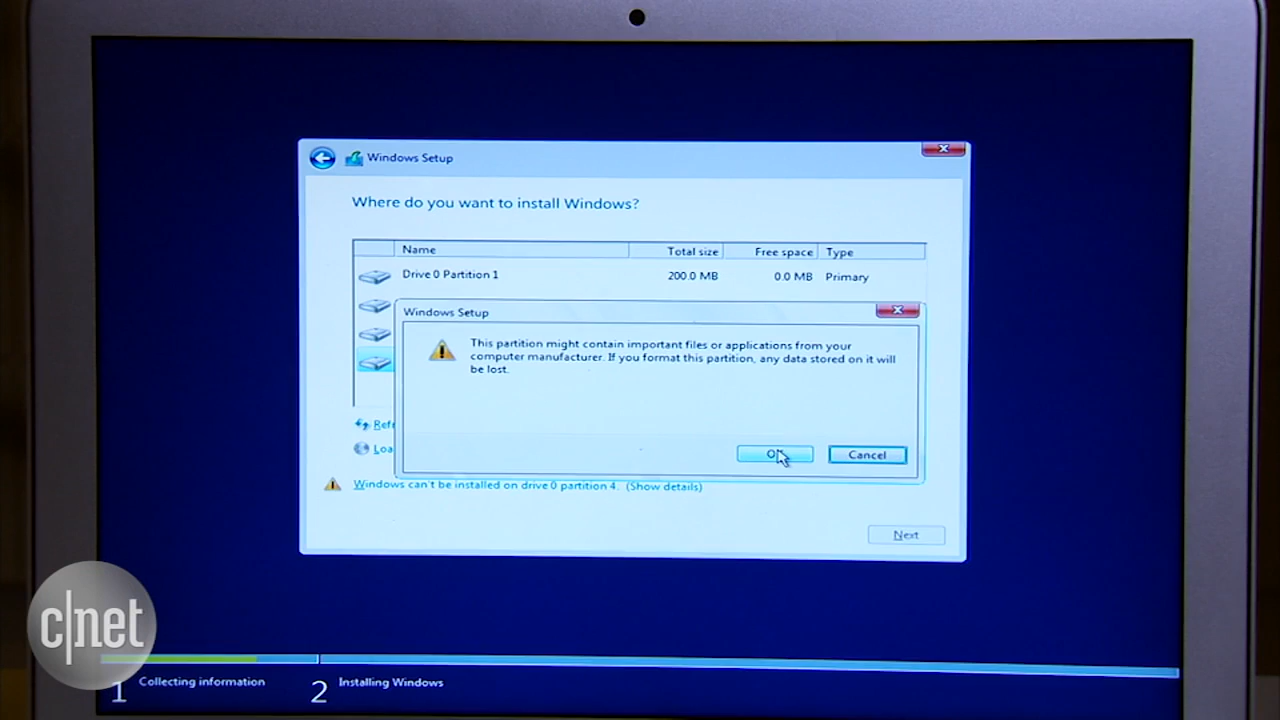 Windows Setup
Where do you want to install Windows?
Name Total size Free space Type
Drive 0 Partition 1 200.0 MB 0.0 MB Primary
Windows Setup
This partition might contain important files or applications from your
computer manufacturer. If you format this partition, any data stored on it will
be lost.
Cancel
Windows can't be installed on drive 0 partition 4. (Show details)
Next
c|net
1 Collecting information 2 Installing Windows